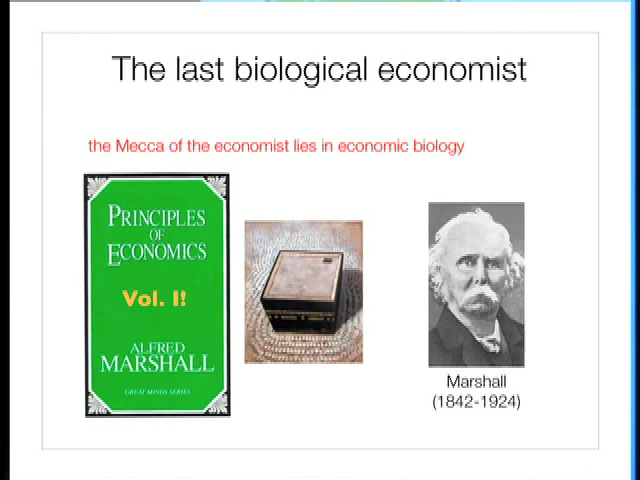 The last biological economist
the Mecca of the economist lies in economic biology
PRINCIPLES
OF
ECONOMICS
Vol. I!
ALFRED
MARSHALL
GREAT MINDS SERIES
Marshall
(1842-1924)